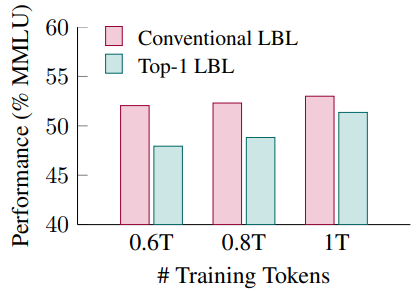 Performance (% MMLU)
60
55
50
45
40
Conventional LBL
Top-1 LBL
0.6T 0.8T 1T
# Training Tokens